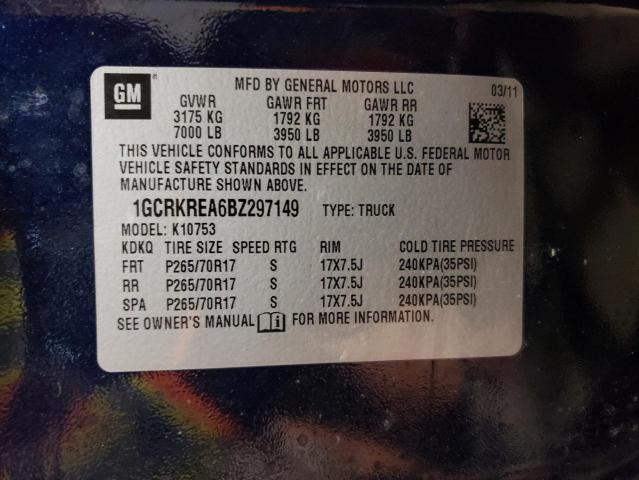 GM
MFD BY GENERAL MOTORS LLC 03/11
GVWR GAWR FRT GAWR RR
3175 KG 1792 KG 1792 KG
7000 LB 3950 LB 3950 LB
THIS VEHICLE CONFORMS TO ALL APPLICABLE U.S. FEDERAL MOTOR
VEHICLE SAFETY STANDARDS IN EFFECT ON THE DATE OF
MANUFACTURE SHOWN ABOVE.
1GCRKREA6BZ297149 TYPE: TRUCK
MODEL: K10753
KDKQ TIRE SIZE SPEED RTG RIM COLD TIRE PRESSURE
FRT P265/70R17 S 17X7.5J 240KPA(35PSI)
RR P265/70R17 S 17X7.5J 240KPA(35PSI)
SPA P265/70R17 S 17X7.5J 240KPA(35PSI)
SEE OWNER'S MANUAL i FOR MORE INFORMATION.